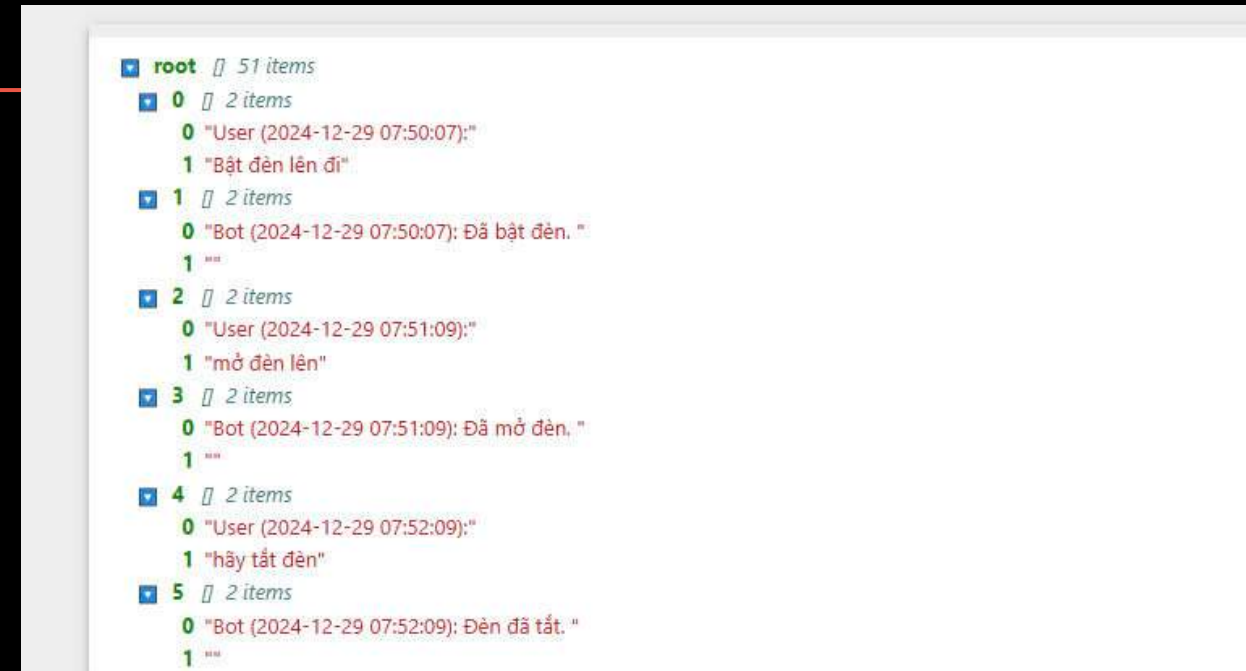 root [] 51 items
0 [] 2 items
0 "User (2024-12-29 07:50:07):"
1 "Bật đèn lên đi"
1 [] 2 items
0 "Bot (2024-12-29 07:50:07): Đã bật đèn. "
1 ""
2 [] 2 items
0 "User (2024-12-29 07:51:09):"
1 "mở đèn lên"
3 [] 2 items
0 "Bot (2024-12-29 07:51:09): Đã mở đèn. "
1 ""
4 [] 2 items
0 "User (2024-12-29 07:52:09):"
1 "hãy tắt đèn"
5 [] 2 items
0 "Bot (2024-12-29 07:52:09): Đèn đã tắt. "
1 ""